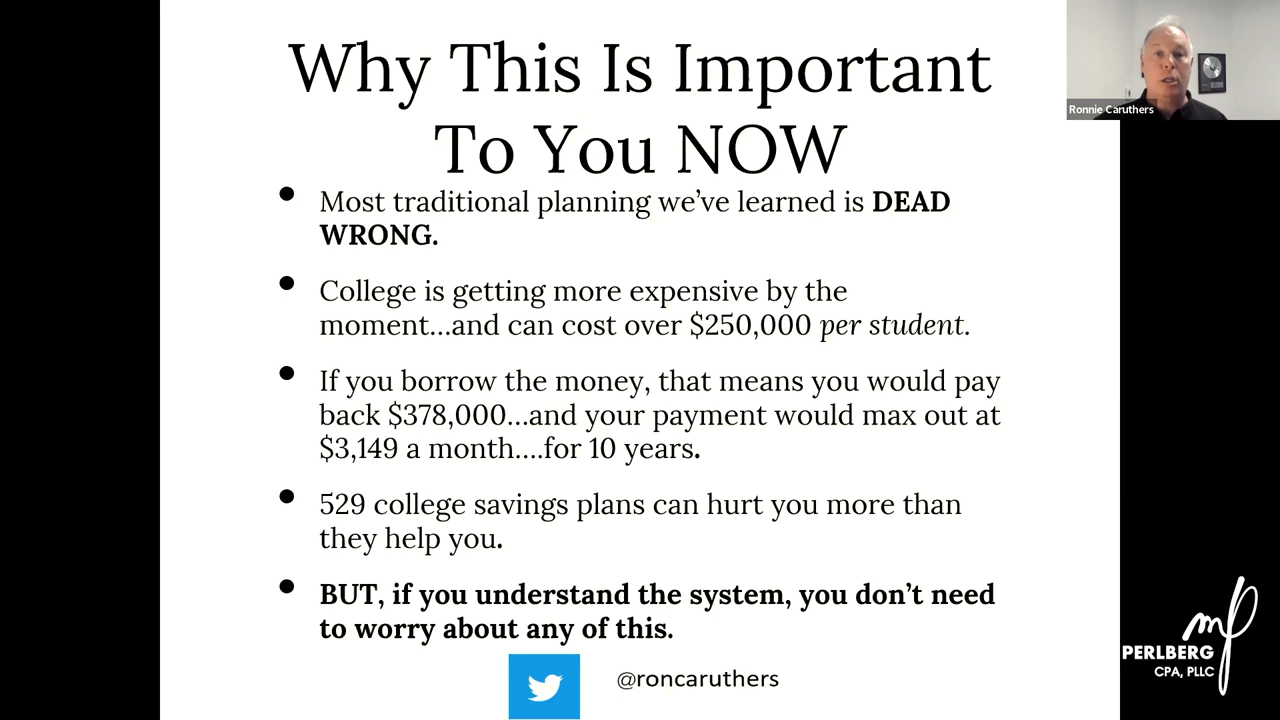 Why This Is Important
To You NOW
Ronnie Caruthers
• Most traditional planning we’ve learned is DEAD
WRONG.
• College is getting more expensive by the
moment...and can cost over $250,000 per student.
• If you borrow the money, that means you would pay
back $378,000...and your payment would max out at
$3,149 a month....for 10 years.
• 529 college savings plans can hurt you more than
they help you.
• BUT, if you understand the system, you don’t need
to worry about any of this.
@roncaruthers
mp
PERLBERG
CPA, PLLC